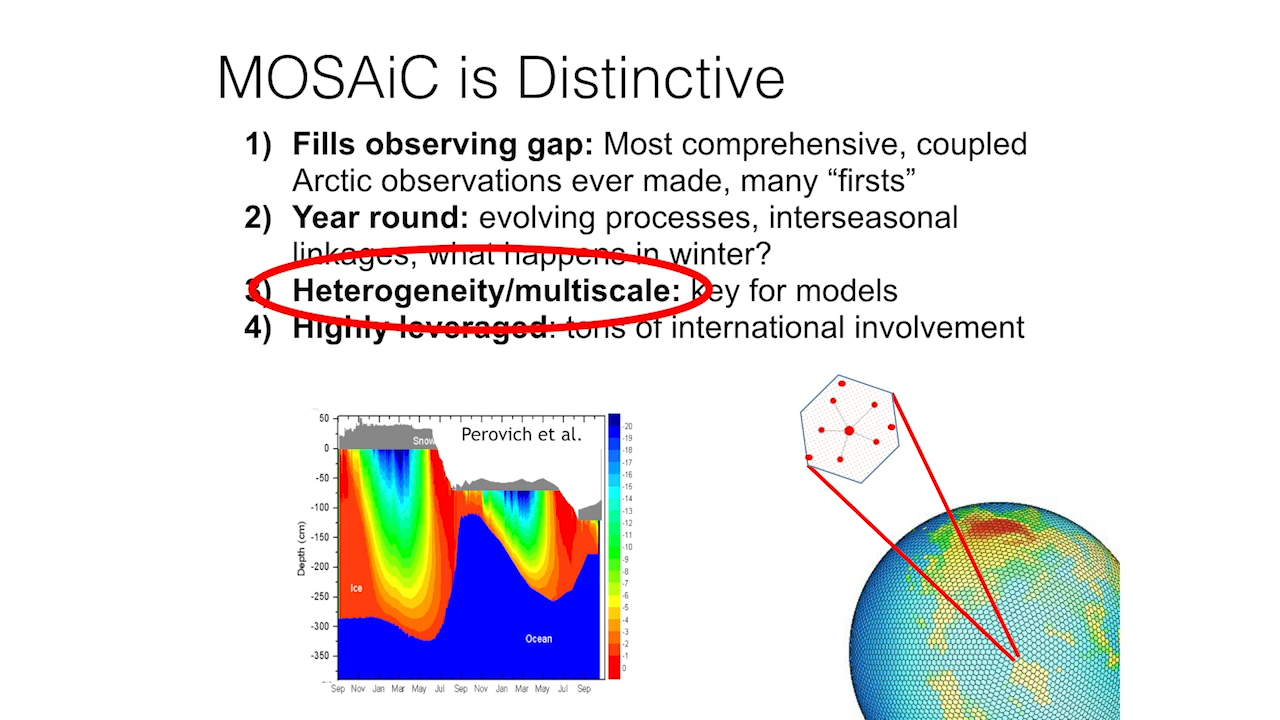 MOSAiC is Distinctive
1) Fills observing gap: Most comprehensive, coupled
Arctic observations ever made, many “firsts”
2) Year round: evolving processes, interseasonal
linkages, what happens in winter?
3) Heterogeneity/multiscale: key for models
4) Highly leveraged: tons of international involvement
Perovich et al.
Snow
Ice
Ocean
Depth (cm)
50
0
-50
-100
-150
-200
-250
-300
-350
Sep Nov Jan Mar May Jul Sep Nov Jan Mar May Jul Sep
20
-19
-18
-17
-16
-15
-14
-13
-12
-11
-10
-9
-8
-7
-6
-5
-4
-3
-2
-1
0